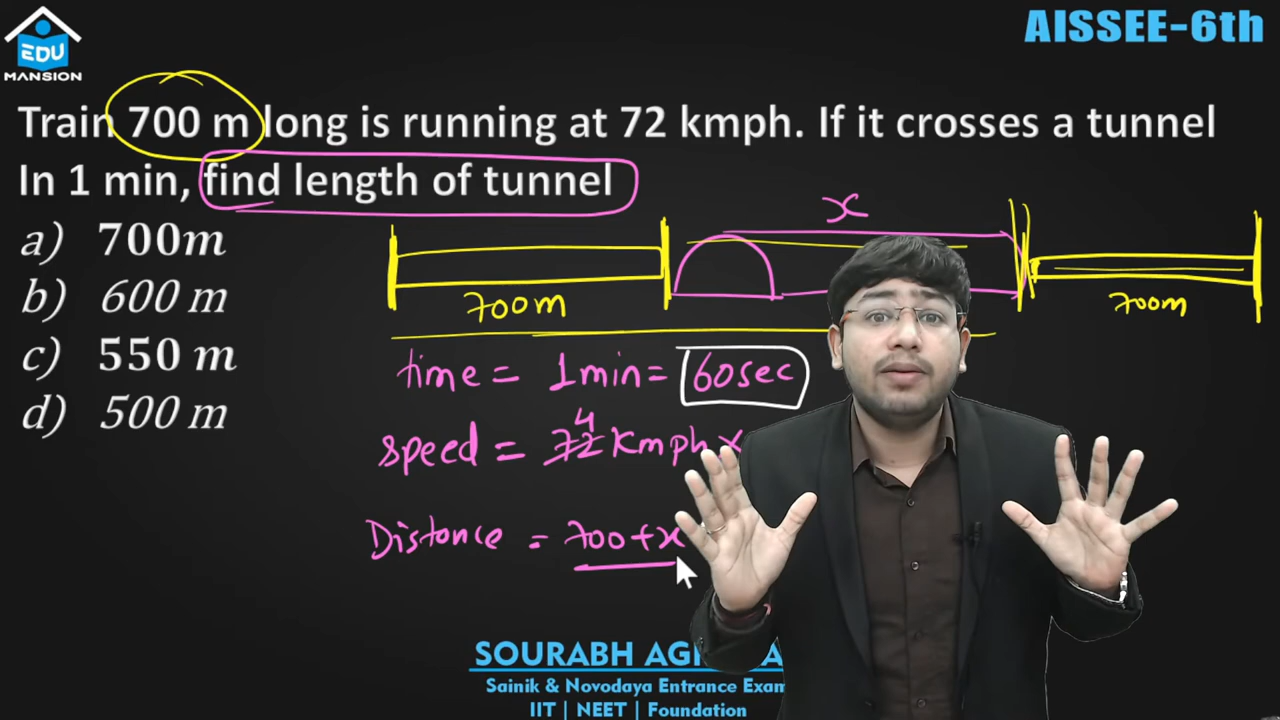 EDU
MANSION
AISSEE-6th
Train 700 m long is running at 72 kmph. If it crosses a tunnel
In 1 min, find length of tunnel
a) 700m
b) 600 m
c) 550 m
d) 500 m
x
700m
700m
time = 1min = 60sec
4
speed = 72 Kmph x
Distance = 700+x
SOURABH
Sainik & Novodaya Entrance Exam
IIT | NEET | Foundation